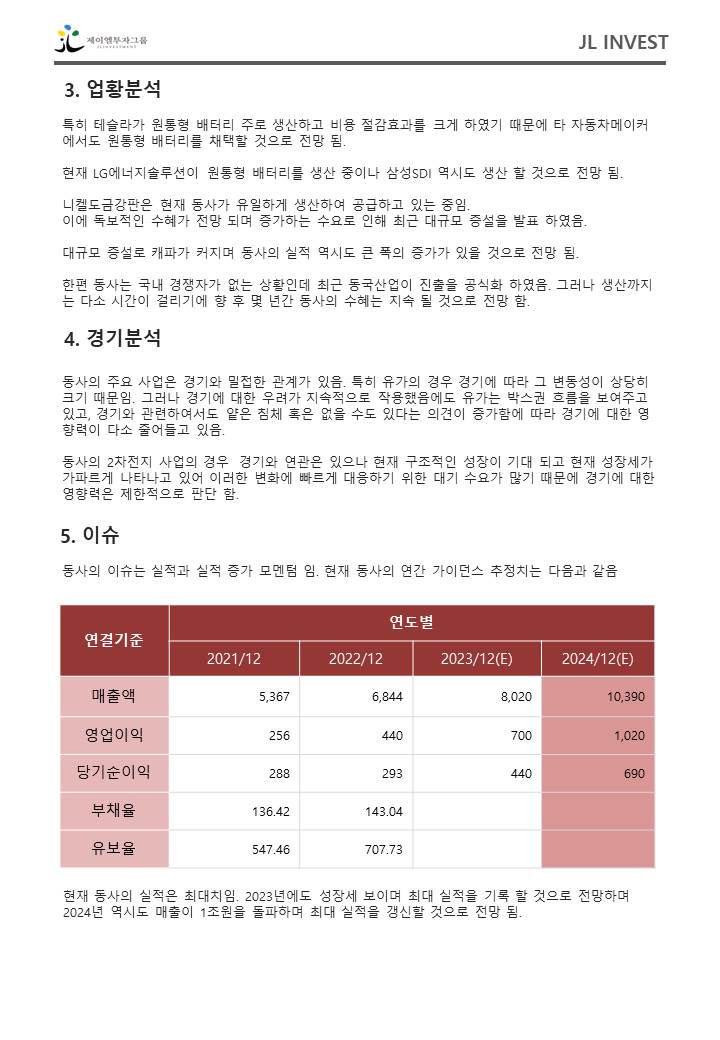 제이엘투자그룹
JLINVESTMENT
JL INVEST
3. 업황분석
특히 테슬라가 원통형 배터리 주로 생산하고 비용 절감효과를 크게 하였기 때문에 타 자동차메이커
에서도 원통형 배터리를 채택할 것으로 전망 됨.
현재 LG에너지솔루션이 원통형 배터리를 생산 중이나 삼성SDI 역시도 생산 할 것으로 전망 됨.
니켈도금강판은 현재 동사가 유일하게 생산하여 공급하고 있는 중임.
이에 독보적인 수혜가 전망 되며 증가하는 수요로 인해 최근 대규모 증설을 발표 하였음.
대규모 증설로 캐파가 커지며 동사의 실적 역시도 큰 폭의 증가가 있을 것으로 전망 됨.
한편 동사는 국내 경쟁자가 없는 상황인데 최근 동국산업이 진출을 공식화 하였음. 그러나 생산까지
는 다소 시간이 걸리기에 향 후 몇 년간 동사의 수혜는 지속 될 것으로 전망 함.
4. 경기분석
동사의 주요 사업은 경기와 밀접한 관계가 있음. 특히 유가의 경우 경기에 따라 그 변동성이 상당히
크기 때문임. 그러나 경기에 대한 우려가 지속적으로 작용했음에도 유가는 박스권 흐름을 보여주고
있고, 경기와 관련하여서도 얕은 침체 혹은 없을 수도 있다는 의견이 증가함에 따라 경기에 대한 영
향력이 다소 줄어들고 있음.
동사의 2차전지 사업의 경우 경기와 연관은 있으나 현재 구조적인 성장이 기대 되고 현재 성장세가
가파르게 나타나고 있어 이러한 변화에 빠르게 대응하기 위한 대기 수요가 많기 때문에 경기에 대한
영향력은 제한적으로 판단 함.
5. 이슈
동사의 이슈는 실적과 실적 증가 모멘텀 임. 현재 동사의 연간 가이던스 추정치는 다음과 같음
연결기준 연도별
2021/12 2022/12 2023/12(E) 2024/12(E)
매출액 5,367 6,844 8,020 10,390
영업이익 256 440 700 1,020
당기순이익 288 293 440 690
부채율 136.42 143.04
유보율 547.46 707.73
현재 동사의 실적은 최대치임. 2023년에도 성장세 보이며 최대 실적을 기록 할 것으로 전망하며
2024년 역시도 매출이 1조원을 돌파하며 최대 실적을 갱신할 것으로 전망 됨.